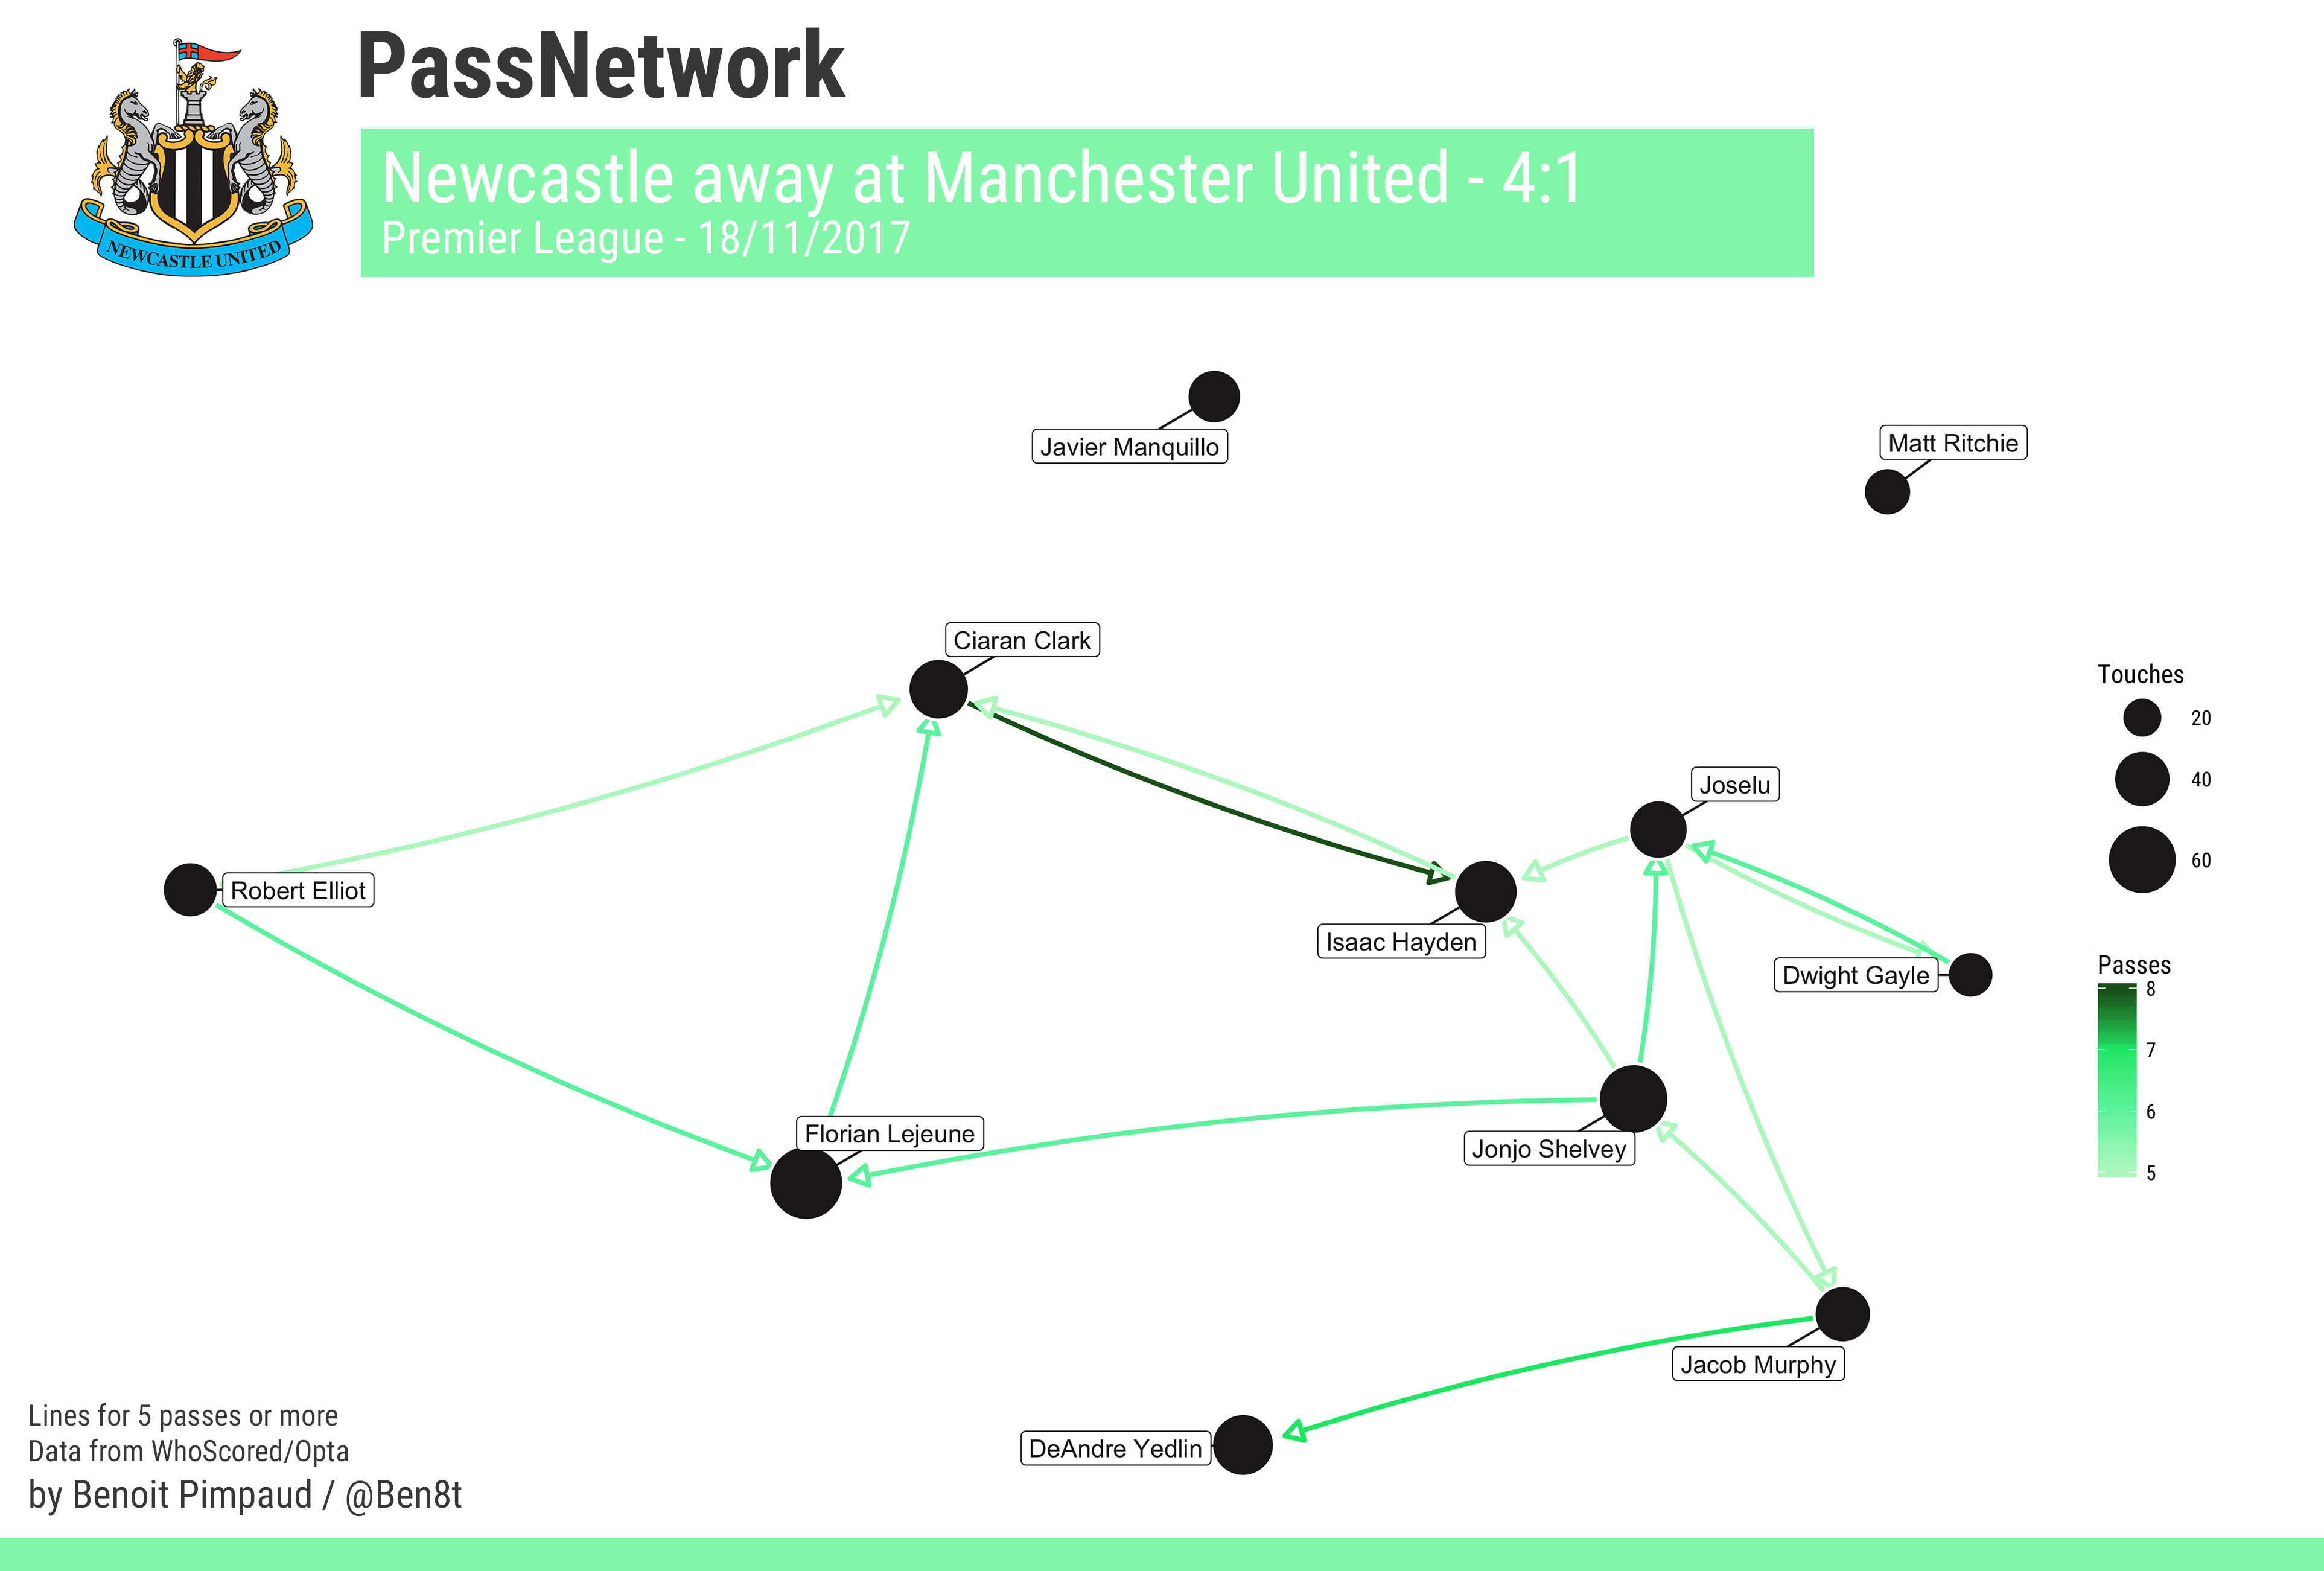 PassNetwork
Newcastle away at Manchester United - 4:1
Premier League - 18/11/2017
NEWCASTLE UNITED
Javier Manquillo
Matt Ritchie
Ciaran Clark
Joselu
Robert Elliot
Isaac Hayden
Dwight Gayle
Florian Lejeune
Jonjo Shelvey
Jacob Murphy
DeAndre Yedlin
Touches
20
40
60
Passes
8
7
6
5
Lines for 5 passes or more
Data from WhoScored/Opta
by Benoit Pimpaud / @Ben8t